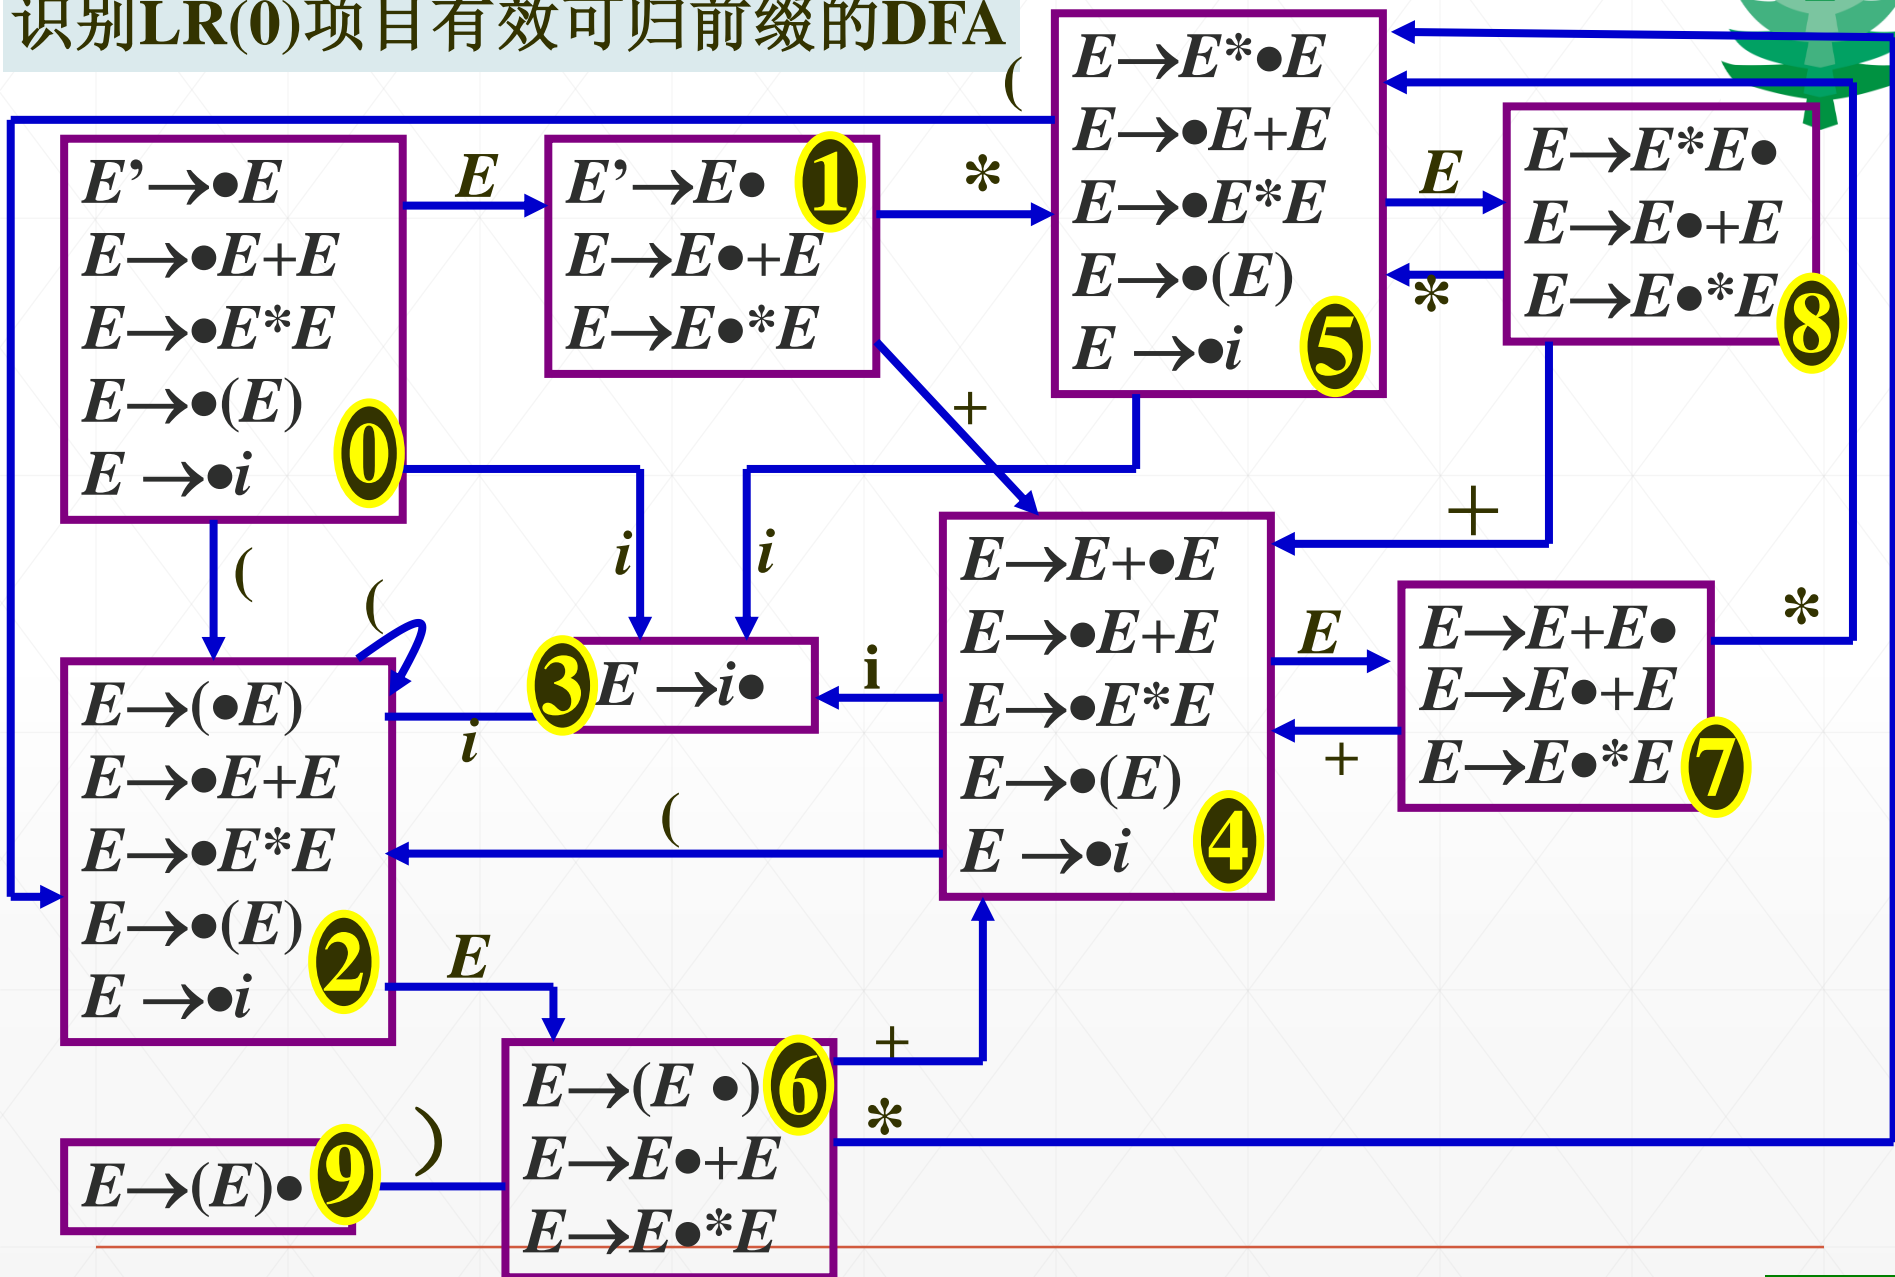 识别LR(0)项目有效可归前缀的DFA
E’→●E
E→●E+E
E→●E*E
E→●(E)
E →●i
0
E
E’→E●
E→E●+E
E→E●*E
1
*
+
(
E→E*●E
E→●E+E
E→●E*E
E→●(E)
E →●i
5
E
*
E→E*E●
E→E●+E
E→E●*E
8
+
(
(
i
i
E→(●E)
E→●E+E
E→●E*E
E→●(E)
E →●i
2
i
3
E →i●
i
(
E→E+●E
E→●E+E
E→●E*E
E→●(E)
E →●i
4
E
+
E→E+E●
E→E●+E
E→E●*E
7
*
E
E→(E ●)
E→E●+E
E→E●*E
6
+
*
)
E→(E)●
9